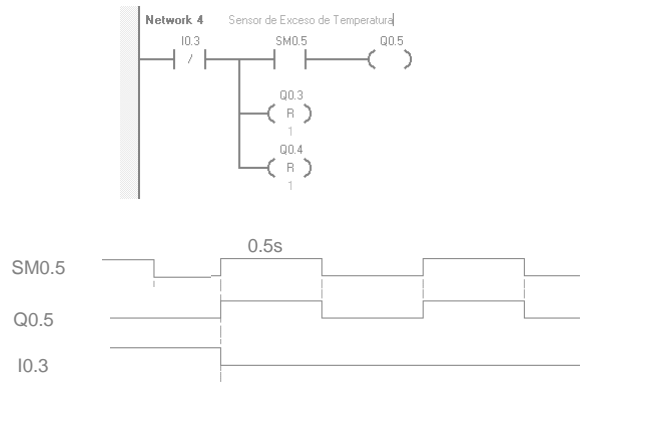 Network 4 Sensor de Exceso de Temperatura
I0.3 SM0.5 Q0.5
/
Q0.3
R
1
Q0.4
R
1
0.5s
SM0.5
Q0.5
I0.3